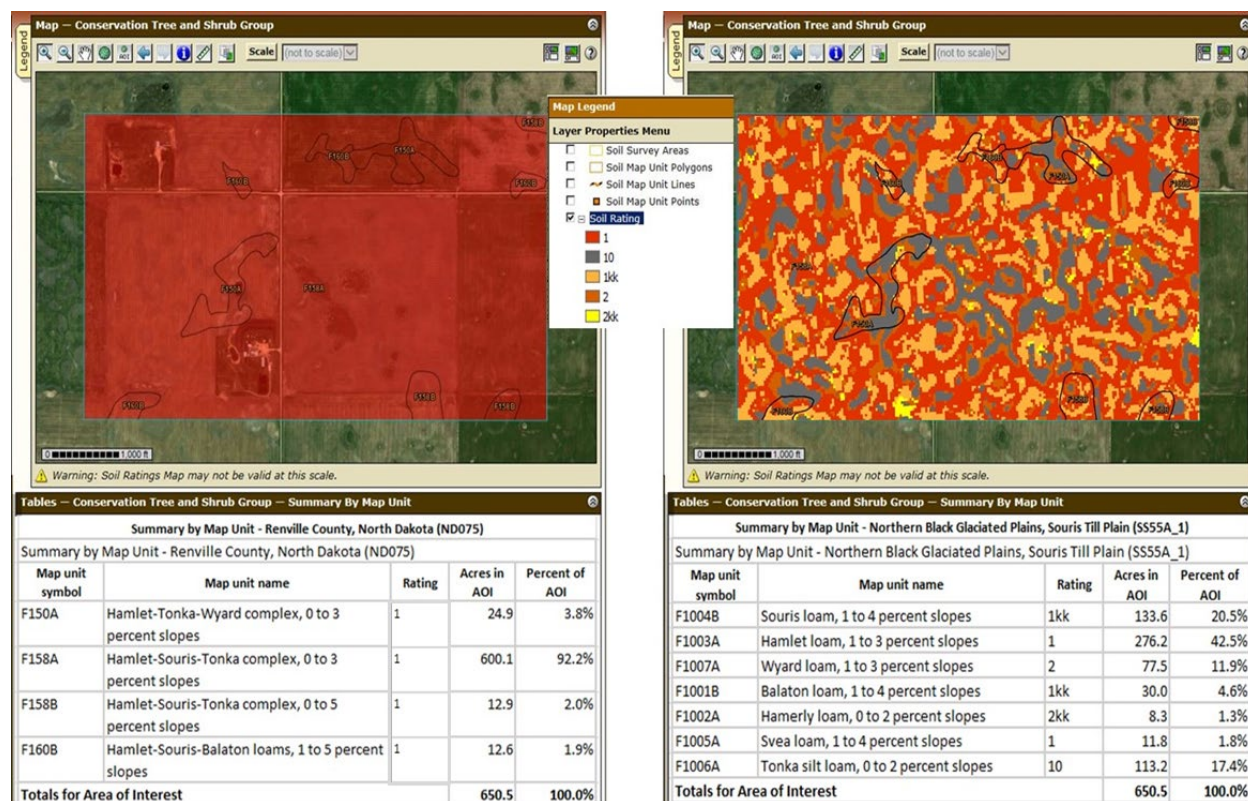 Map — Conservation Tree and Shrub Group
Legend
Scale (not to scale)
F158B
F160B
F150A
F160B
F160B
F150A
F158A
F160B
F158B
F158B
0 1,000 ft
Warning: Soil Ratings Map may not be valid at this scale.
Map Legend
Layer Properties Menu
Soil Survey Areas
Soil Map Unit Polygons
Soil Map Unit Lines
Soil Map Unit Points
Soil Rating
1
10
1kk
2
2kk
Map — Conservation Tree and Shrub Group
Legend
Scale (not to scale)
F150A
F158A
F150A
0 1,000 ft
Warning: Soil Ratings Map may not be valid at this scale.
Tables — Conservation Tree and Shrub Group — Summary By Map Unit
Summary by Map Unit - Renville County, North Dakota (ND075)
Summary by Map Unit - Renville County, North Dakota (ND075)
Map unit symbol Map unit name Rating Acres in AOI Percent of AOI
F150A Hamlet-Tonka-Wyard complex, 0 to 3 1 24.9 3.8%
percent slopes
F158A Hamlet-Souris-Tonka complex, 0 to 3 1 600.1 92.2%
percent slopes
F158B Hamlet-Souris-Tonka complex, 0 to 5 1 12.9 2.0%
percent slopes
F160B Hamlet-Souris-Balaton loams, 1 to 5 percent 1 12.6 1.9%
slopes
Totals for Area of Interest 650.5 100.0%
Tables — Conservation Tree and Shrub Group — Summary By Map Unit
Summary by Map Unit - Northern Black Glaciated Plains, Souris Till Plain (SS55A_1)
Summary by Map Unit - Northern Black Glaciated Plains, Souris Till Plain (SS55A_1)
Map unit symbol Map unit name Rating Acres in AOI Percent of AOI
F1004B Souris loam, 1 to 4 percent slopes 1kk 133.6 20.5%
F1003A Hamlet loam, 1 to 3 percent slopes 1 276.2 42.5%
F1007A Wyard loam, 1 to 3 percent slopes 2 77.5 11.9%
F1001B Balaton loam, 1 to 4 percent slopes 1kk 30.0 4.6%
F1002A Hamerly loam, 0 to 2 percent slopes 2kk 8.3 1.3%
F1005A Svea loam, 1 to 4 percent slopes 1 11.8 1.8%
F1006A Tonka silt loam, 0 to 2 percent slopes 10 113.2 17.4%
Totals for Area of Interest 650.5 100.0%